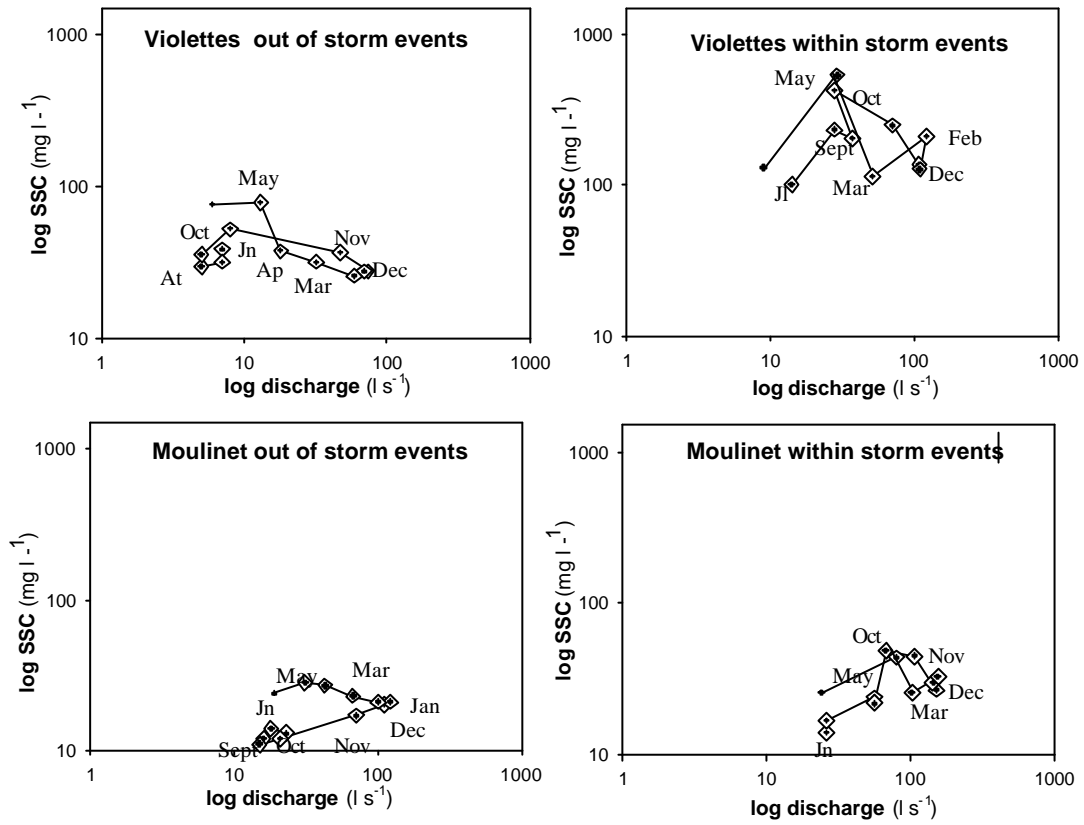 Violettes out of storm events
1000
100
10
log SSC (mg l -1)
May
Oct
Jn
Nov
At
Ap
Mar
Dec
1 10 100 1000
log discharge (l s-1)
Violettes within storm events
1000
100
10
log SSC (mg l -1)
May
Oct
Sept
Feb
Jl
Mar
Dec
1 10 100 1000
log discharge (l s-1)
Moulinet out of storm events
1000
100
10
log SSC (mg l -1)
May
Mar
Jn
Jan
Sept
Oct
Nov
Dec
1 10 100 1000
log discharge (l s-1)
Moulinet within storm events
1000
100
10
log SSC (mg l -1)
Oct
Nov
May
Dec
Mar
Jn
1 10 100 1000
log discharge (l s-1)